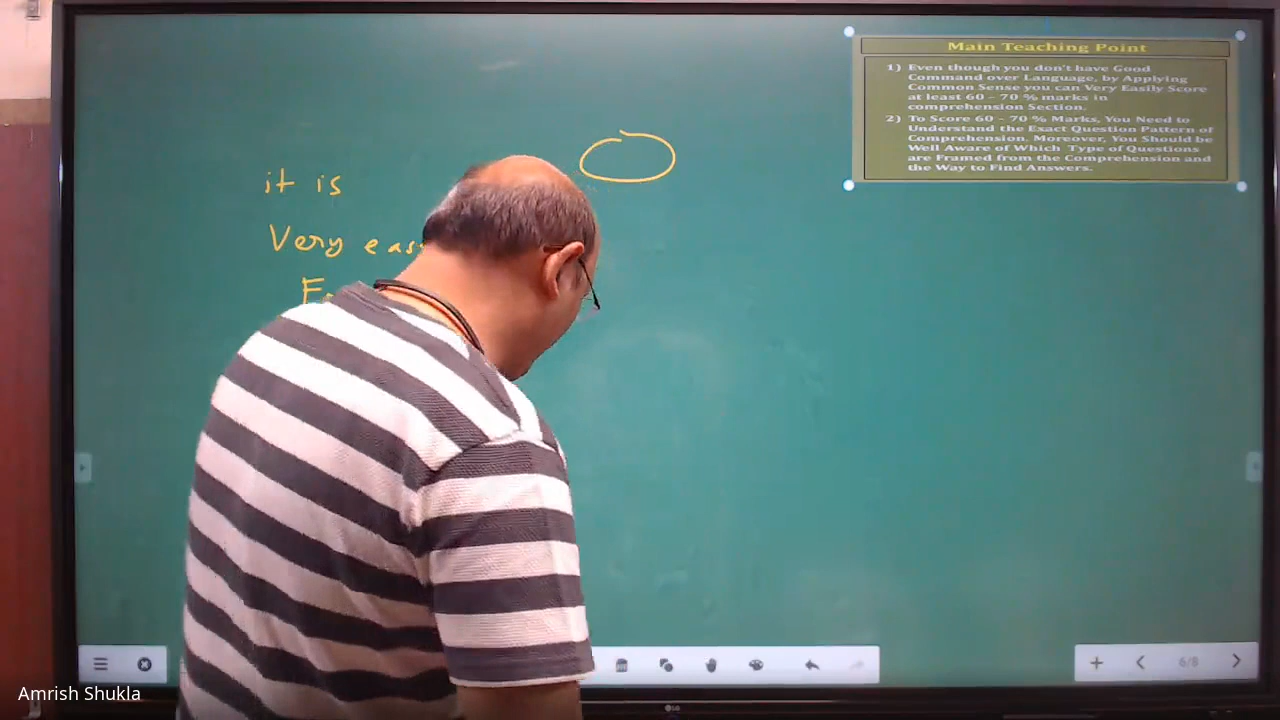 Main Teaching Point
1) Even though you don't have Good
Command over Language, by Applying
Common Sense you can Very Easily Score
at least 60 - 70 % marks in
comprehension Section.
2) To Score 60 - 70 % Marks, You Need to
Understand the Exact Question Pattern of
Comprehension. Moreover, You Should be
Well Aware of Which Type of Questions
are Framed from the Comprehension and
the Way to Find Answers.
it is
Very eas
6/8
LG
Amrish Shukla